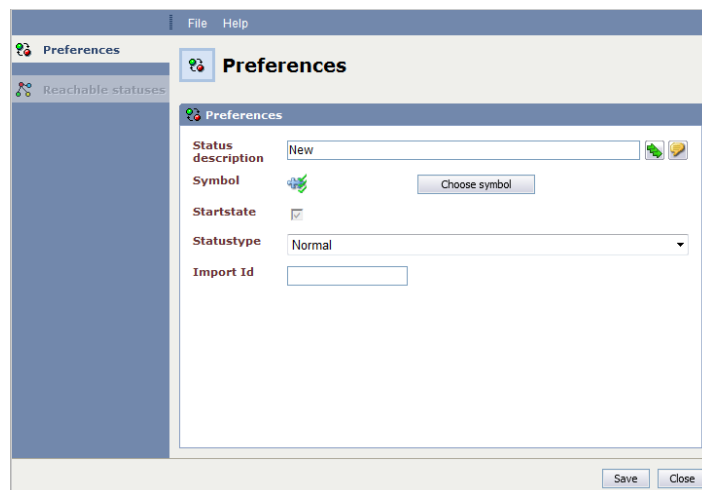 File Help
Preferences
Reachable statuses
Preferences
Preferences
Status
description
New
Symbol
Choose symbol
Startstate
Statustype
Normal
Import Id
Save Close